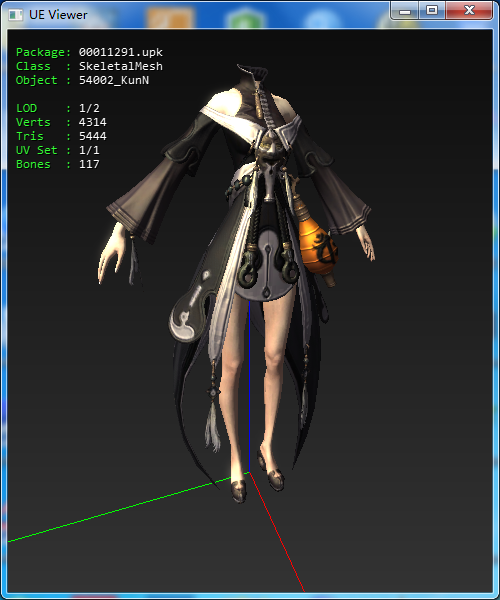 UE Viewer
Package: 00011291.upk
Class : SkeletalMesh
Object : 54002_KunN
LOD : 1/2
Verts : 4314
Tris : 5444
UV Set : 1/1
Bones : 117